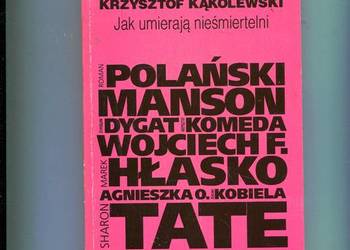 KRZYSZTOF KĄKOLEWSKI
Jak umierają nieśmiertelni
ROMAN
POLAŃSKI
MANSON
DYGAT KOMEDA
WOJCIECH F.
MAREK
HŁASKO
AGNIESZKA O. KOBIELA
SHARON
TATE